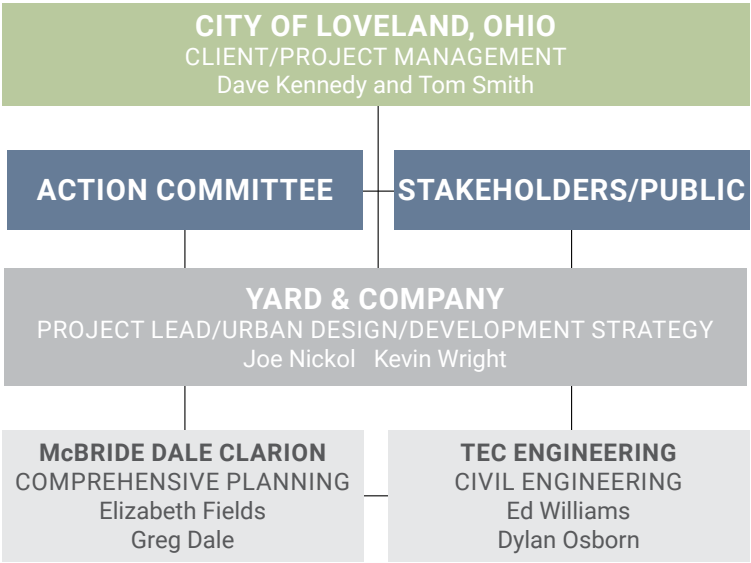 CITY OF LOVELAND, OHIO
CLIENT/PROJECT MANAGEMENT
Dave Kennedy and Tom Smith
ACTION COMMITTEE
STAKEHOLDERS/PUBLIC
YARD & COMPANY
PROJECT LEAD/URBAN DESIGN/DEVELOPMENT STRATEGY
Joe Nickol Kevin Wright
McBRIDE DALE CLARION
COMPREHENSIVE PLANNING
Elizabeth Fields
Greg Dale
TEC ENGINEERING
CIVIL ENGINEERING
Ed Williams
Dylan Osborn